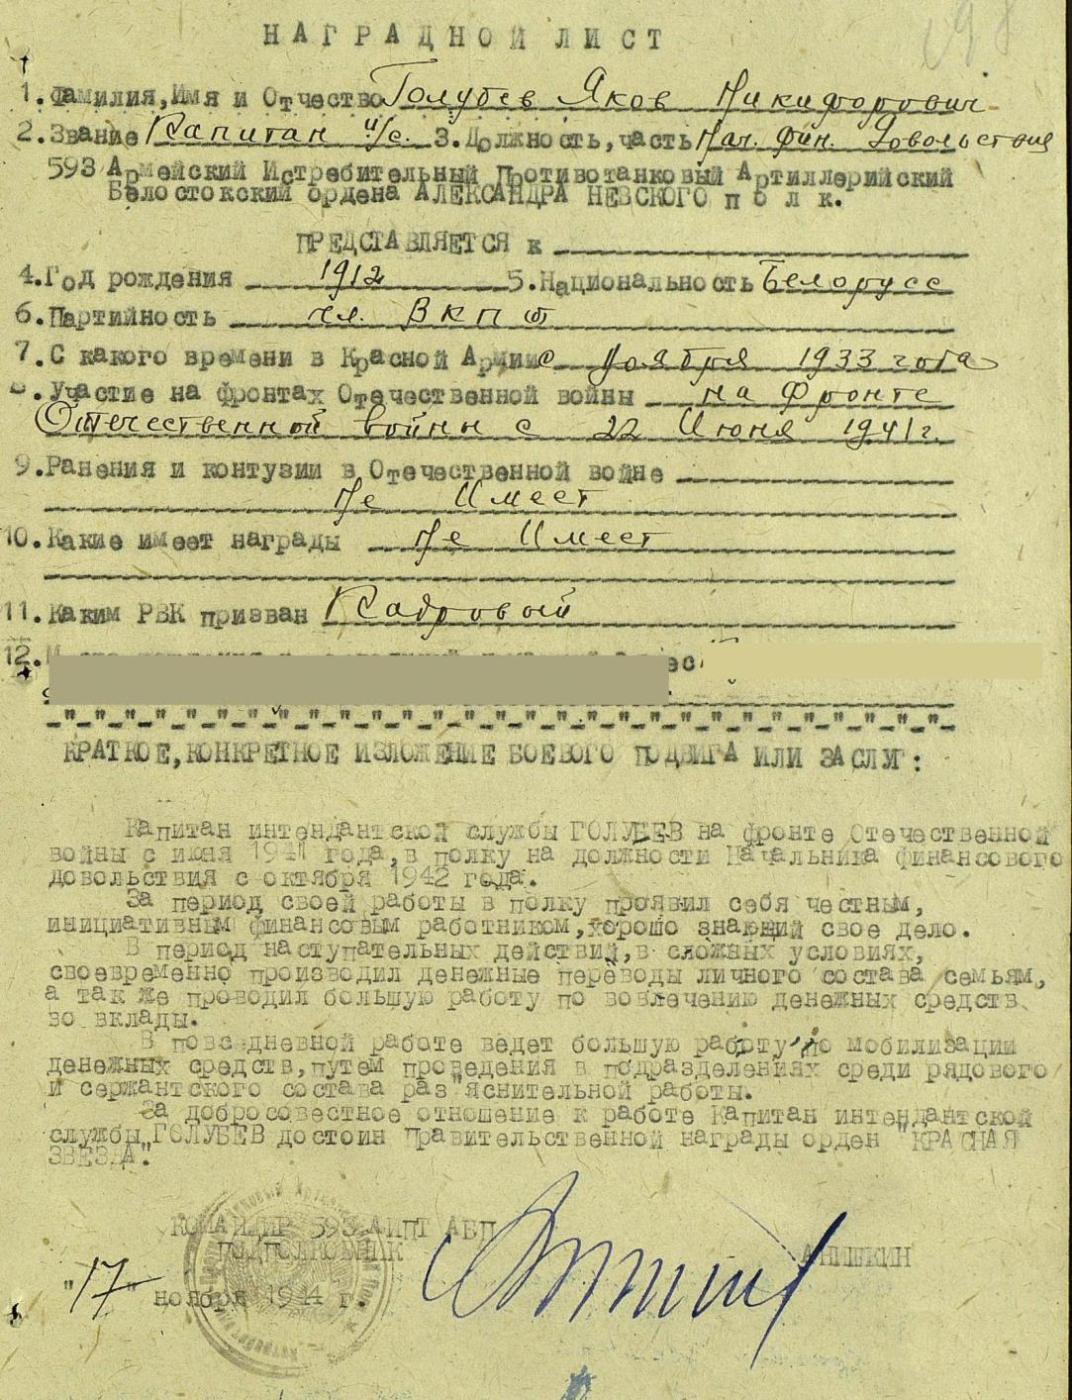 НАГРАДНОЙ ЛИСТ
1. Фамилия, Имя и Отчество Голубев Яков Никифорович
2. Звание Капитан и/с. 3. Должность, часть Нач. фин. Довольствия
593 Армейский Истребительный Противотанковый Артиллерийский
Белостокский ордена АЛЕКСАНДРА НЕВСКОГО полк.
ПРЕДСТАВЛЯЕТСЯ к
4. Год рождения 1912 5. Национальность Белорусс
6. Партийность чл. ВКПб
7. С какого времени в Красной Армии с Ноября 1933 года
8. Участие на фронтах Отечественной войны на Фронте
Отечественной войны с 22 Июня 1941 г.
9. Ранения и контузии в Отечественной войне
Не Имеет
10. Какие имеет награды Не Имеет
11. Каким РВК призван Кадровый
12.
КРАТКОЕ, КОНКРЕТНОЕ ИЗЛОЖЕНИЕ БОЕВОГО ПОДВИГА ИЛИ ЗАСЛУГ:
Капитан интендантской службы ГОЛУБЕВ на фронте Отечественной
войны с июня 1941 года, в полку на должности Начальника финансового
довольствия с октября 1942 года.
За период своей работы в полку проявил себя честным,
инициативным финансовым работником, хорошо знающий свое дело.
В период наступательных действий, в сложных условиях,
своевременно производил денежные переводы личного состава семьям,
а так же проводил большую работу по вовлечению денежных средств
во вклады.
В повседневной работе ведет большую работу по мобилизации
денежных средств, путем проведения в подразделениях среди рядового
и сержантского состава раз"яснительной работы.
За добросовестное отношение к работе Капитан интендантской
службы ГОЛУБЕВ достоин Правительственной награды орден "КРАСНАЯ
ЗВЕЗДА".
КОМАНДИР 593 АИПТ АБП
ПОДПОЛКОВНИК АНИШКИН
"17" ноября 1944 г.